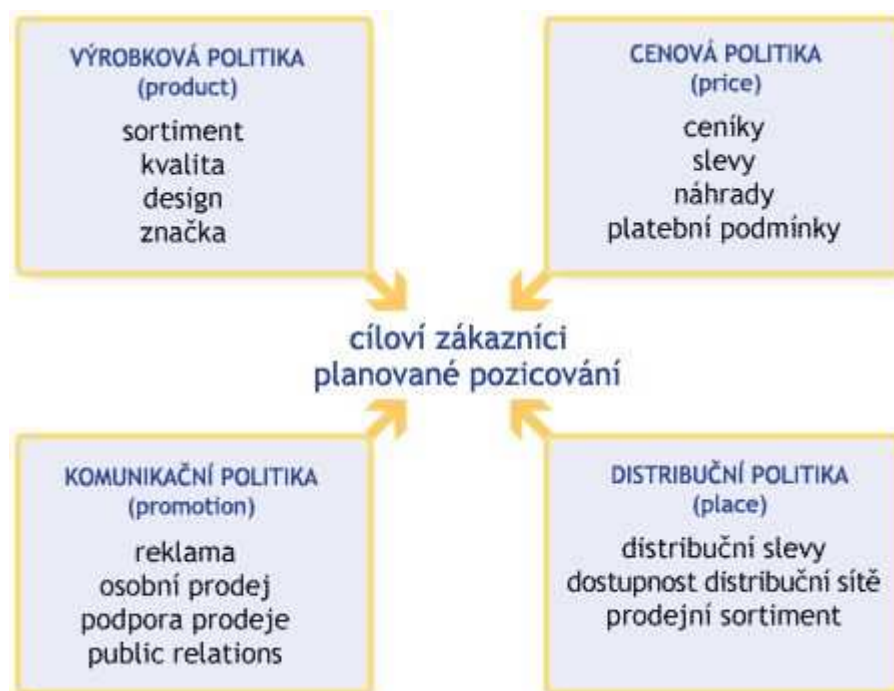 VÝROBKOVÁ POLITIKA
(product)
sortiment
kvalita
design
značka
CENOVÁ POLITIKA
(price)
ceníky
slevy
náhrady
platební podmínky
cíloví zákazníci
planované pozicování
KOMUNIKAČNÍ POLITIKA
(promotion)
reklama
osobní prodej
podpora prodeje
public relations
DISTRIBUČNÍ POLITIKA
(place)
distribuční slevy
dostupnost distribuční sítě
prodejní sortiment